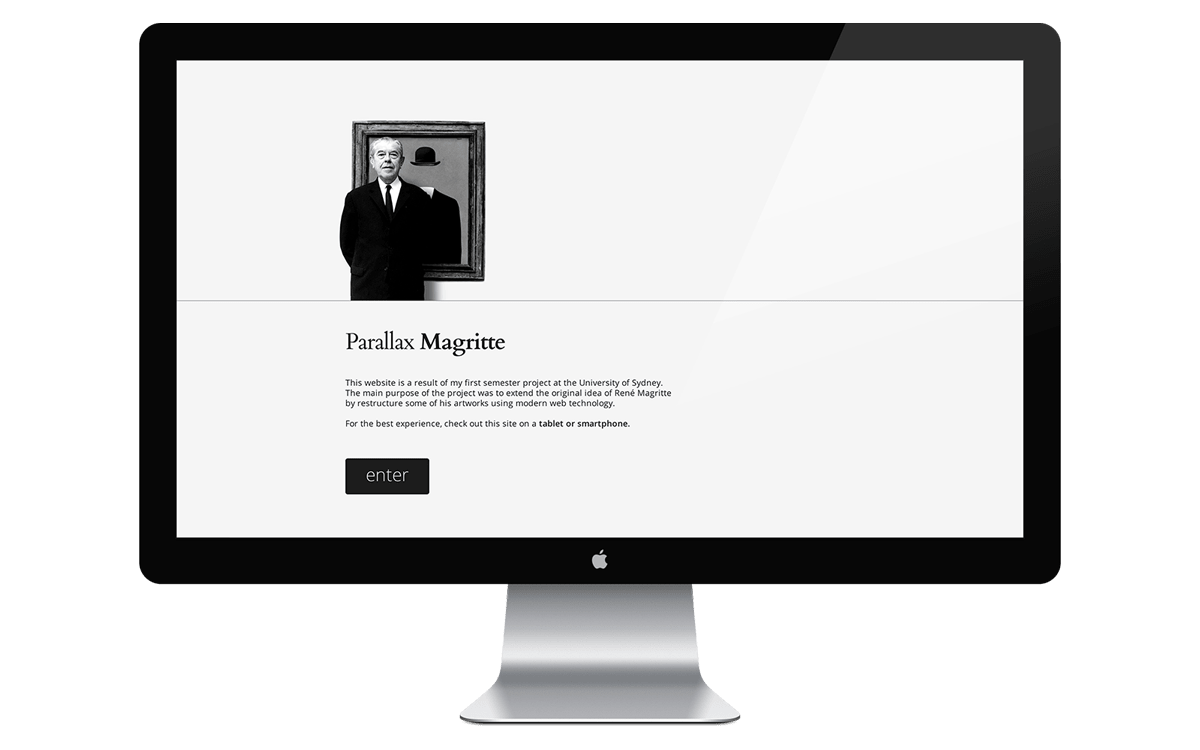 Parallax Magritte
This website is a result of my first semester project at the University of Sydney.
The main purpose of the project was to extend the original idea of René Magritte
by restructure some of his artworks using modern web technology.
For the best experience, check out this site on a tablet or smartphone.
enter